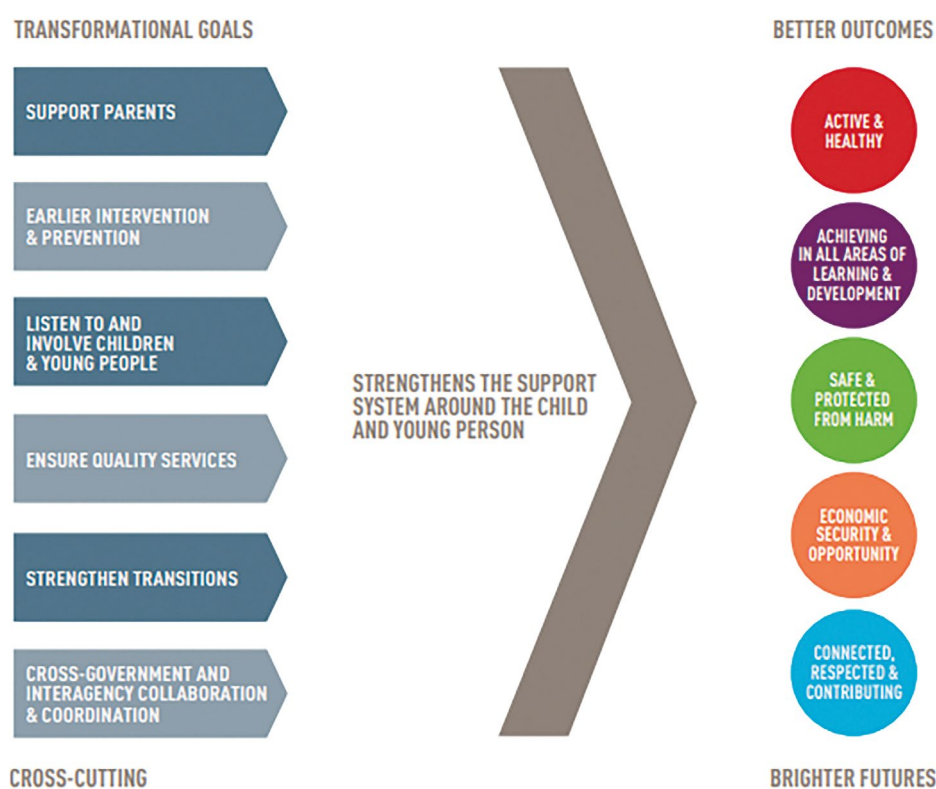 TRANSFORMATIONAL GOALS
SUPPORT PARENTS
EARLIER INTERVENTION
& PREVENTION
LISTEN TO AND
INVOLVE CHILDREN
& YOUNG PEOPLE
ENSURE QUALITY SERVICES
STRENGTHEN TRANSITIONS
CROSS-GOVERNMENT AND
INTERAGENCY COLLABORATION
& COORDINATION
CROSS-CUTTING
STRENGTHENS THE SUPPORT
SYSTEM AROUND THE CHILD
AND YOUNG PERSON
BETTER OUTCOMES
ACTIVE &
HEALTHY
ACHIEVING
IN ALL AREAS OF
LEARNING &
DEVELOPMENT
SAFE &
PROTECTED
FROM HARM
ECONOMIC
SECURITY &
OPPORTUNITY
CONNECTED,
RESPECTED &
CONTRIBUTING
BRIGHTER FUTURES